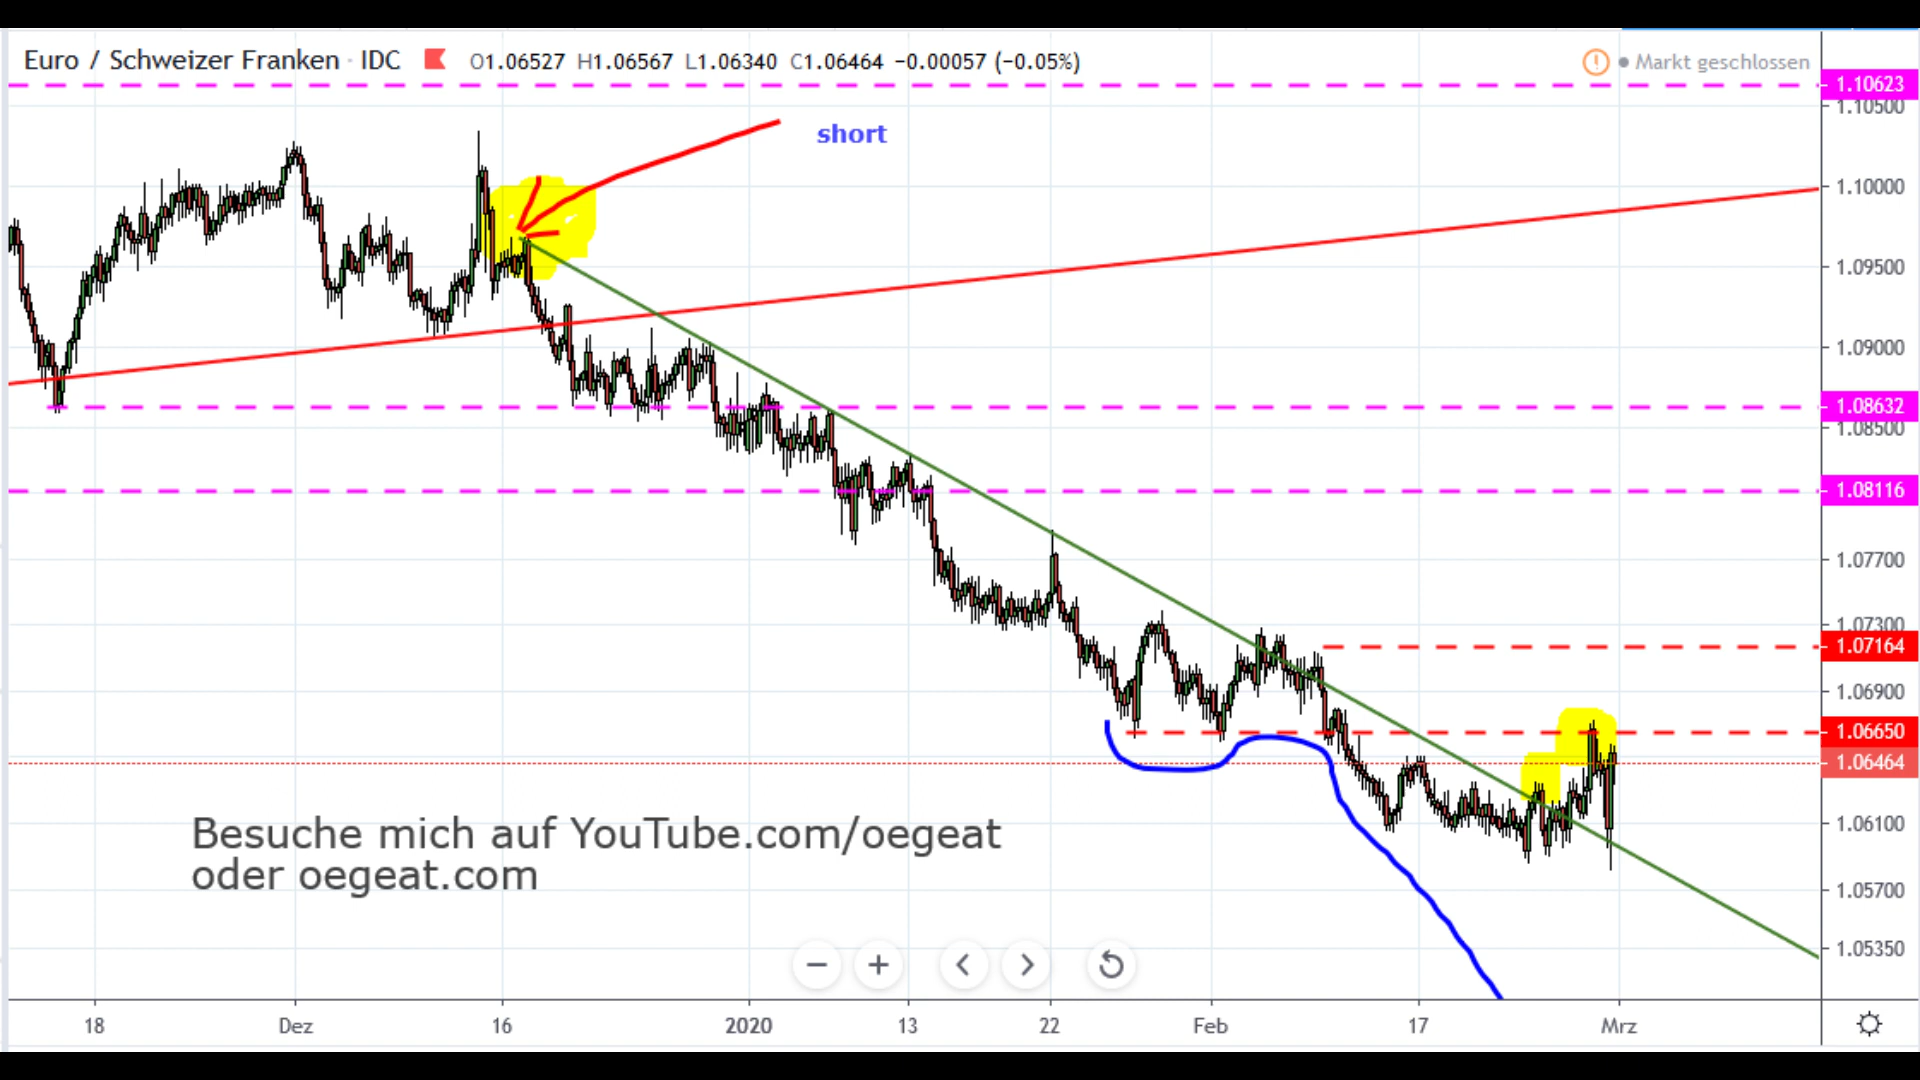 Euro / Schweizer Franken · IDC O1.06527 H1.06567 L1.06340 C1.06464 −0.00057 (−0.05%)
Markt geschlossen
1.10623
1.10500
short
1.10000
1.09500
1.09000
1.08632
1.08500
1.08116
1.07700
1.07300
1.07164
1.06900
1.06650
1.06464
Besuche mich auf YouTube.com/oegeat
oder oegeat.com
1.06100
1.05700
1.05350
18 Dez 16 2020 13 22 Feb 17 Mrz